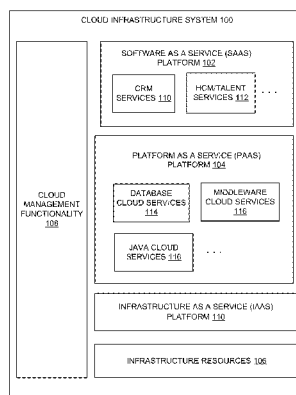 CLOUD INFRASTRUCTURE SYSTEM 100
SOFTWARE AS A SERVICE (SAAS)
PLATFORM 102
CRM
SERVICES 110
HCM/TALENT
SERVICES 112
. . .
PLATFORM AS A SERVICE (PAAS)
PLATFORM 104
DATABASE
CLOUD SERVICES
114
MIDDLEWARE
CLOUD SERVICES
116
JAVA CLOUD
SERVICES 116
. . .
CLOUD
MANAGEMENT
FUNCTIONALITY
108
INFRASTRUCTURE AS A SERVICE (IAAS)
PLATFORM 110
INFRASTRUCTURE RESOURCES 106